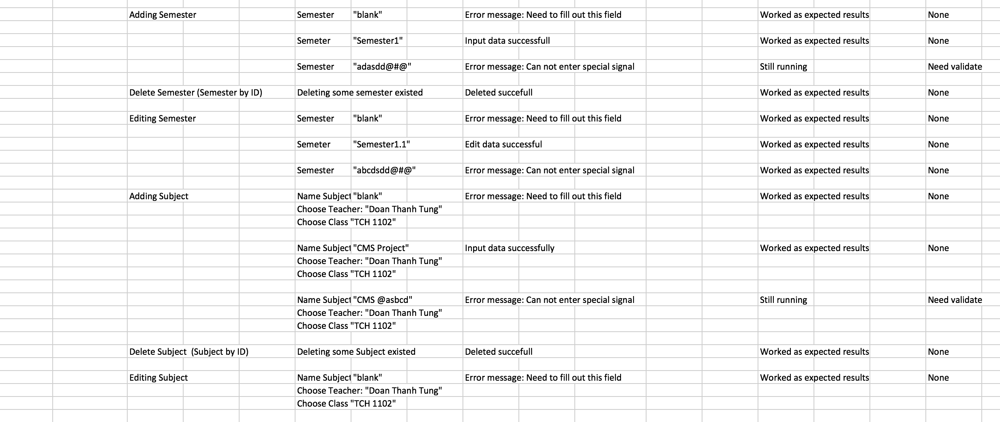 Adding Semester Semester "blank" Error message: Need to fill out this field Worked as expected results None
Semeter "Semester1" Input data successfull Worked as expected results None
Semester "adasdd@#@" Error message: Can not enter special signal Still running Need validate
Delete Semester (Semester by ID) Deleting some semester existed Deleted succefull Worked as expected results None
Editing Semester Semester "blank" Error message: Need to fill out this field Worked as expected results None
Semeter "Semester1.1" Edit data successful Worked as expected results None
Semester "abcdsdd@#@" Error message: Can not enter special signal Worked as expected results None
Adding Subject Name Subject "blank" Error message: Need to fill out this field Worked as expected results None
Choose Teacher: "Doan Thanh Tung"
Choose Class "TCH 1102"
Name Subject "CMS Project" Input data successfully Worked as expected results None
Choose Teacher: "Doan Thanh Tung"
Choose Class "TCH 1102"
Name Subject "CMS @asbcd" Error message: Can not enter special signal Still running Need validate
Choose Teacher: "Doan Thanh Tung"
Choose Class "TCH 1102"
Delete Subject  (Subject by ID) Deleting some Subject existed Deleted succefull Worked as expected results None
Editing Subject Name Subject "blank" Error message: Need to fill out this field Worked as expected results None
Choose Teacher: "Doan Thanh Tung"
Choose Class "TCH 1102"